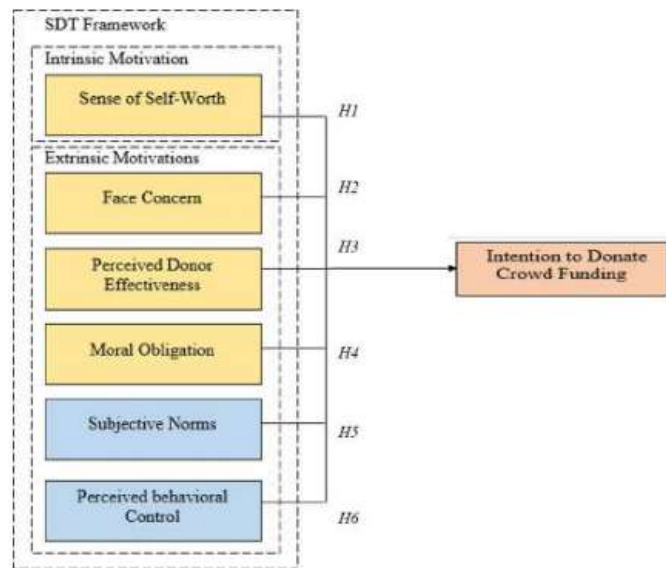 SDT Framework
Intrinsic Motivation
Sense of Self-Worth
H1
Extrinsic Motivations
Face Concern
H2
H3
Perceived Donor
Effectiveness
Intention to Donate
Crowd Funding
Moral Obligation
H4
Subjective Norms
H5
Perceived behavioral
Control
H6